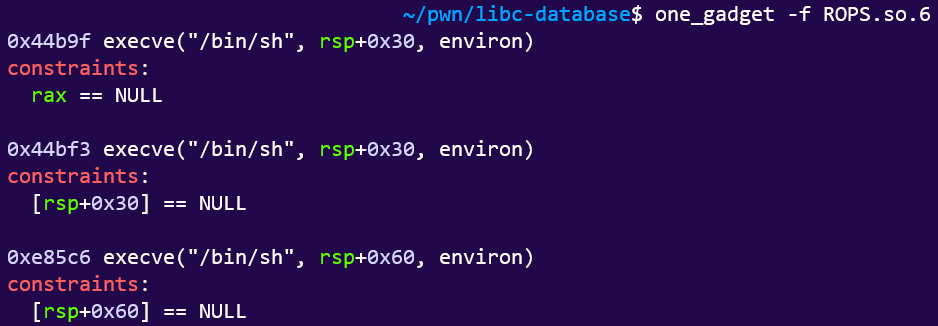 ~/pwn/libc-database$ one_gadget -f ROPS.so.6
0x44b9f execve("/bin/sh", rsp+0x30, environ)
constraints:
  rax == NULL

0x44bf3 execve("/bin/sh", rsp+0x30, environ)
constraints:
  [rsp+0x30] == NULL

0xe85c6 execve("/bin/sh", rsp+0x60, environ)
constraints:
  [rsp+0x60] == NULL